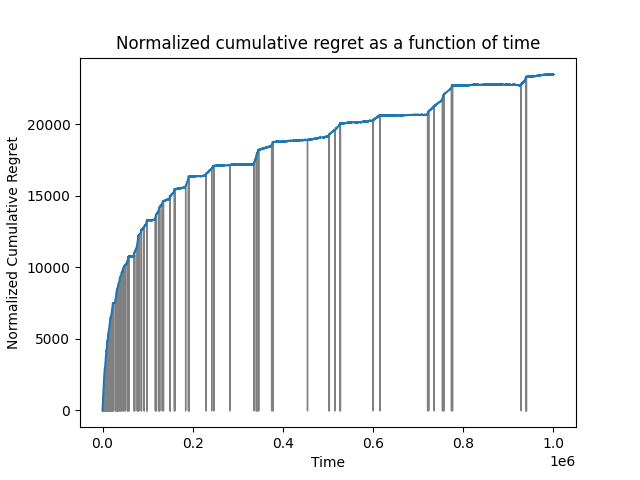 Normalized cumulative regret as a function of time
Normalized Cumulative Regret
20000
15000
10000
5000
0
0.0 0.2 0.4 0.6 0.8 1.0
1e6
Time